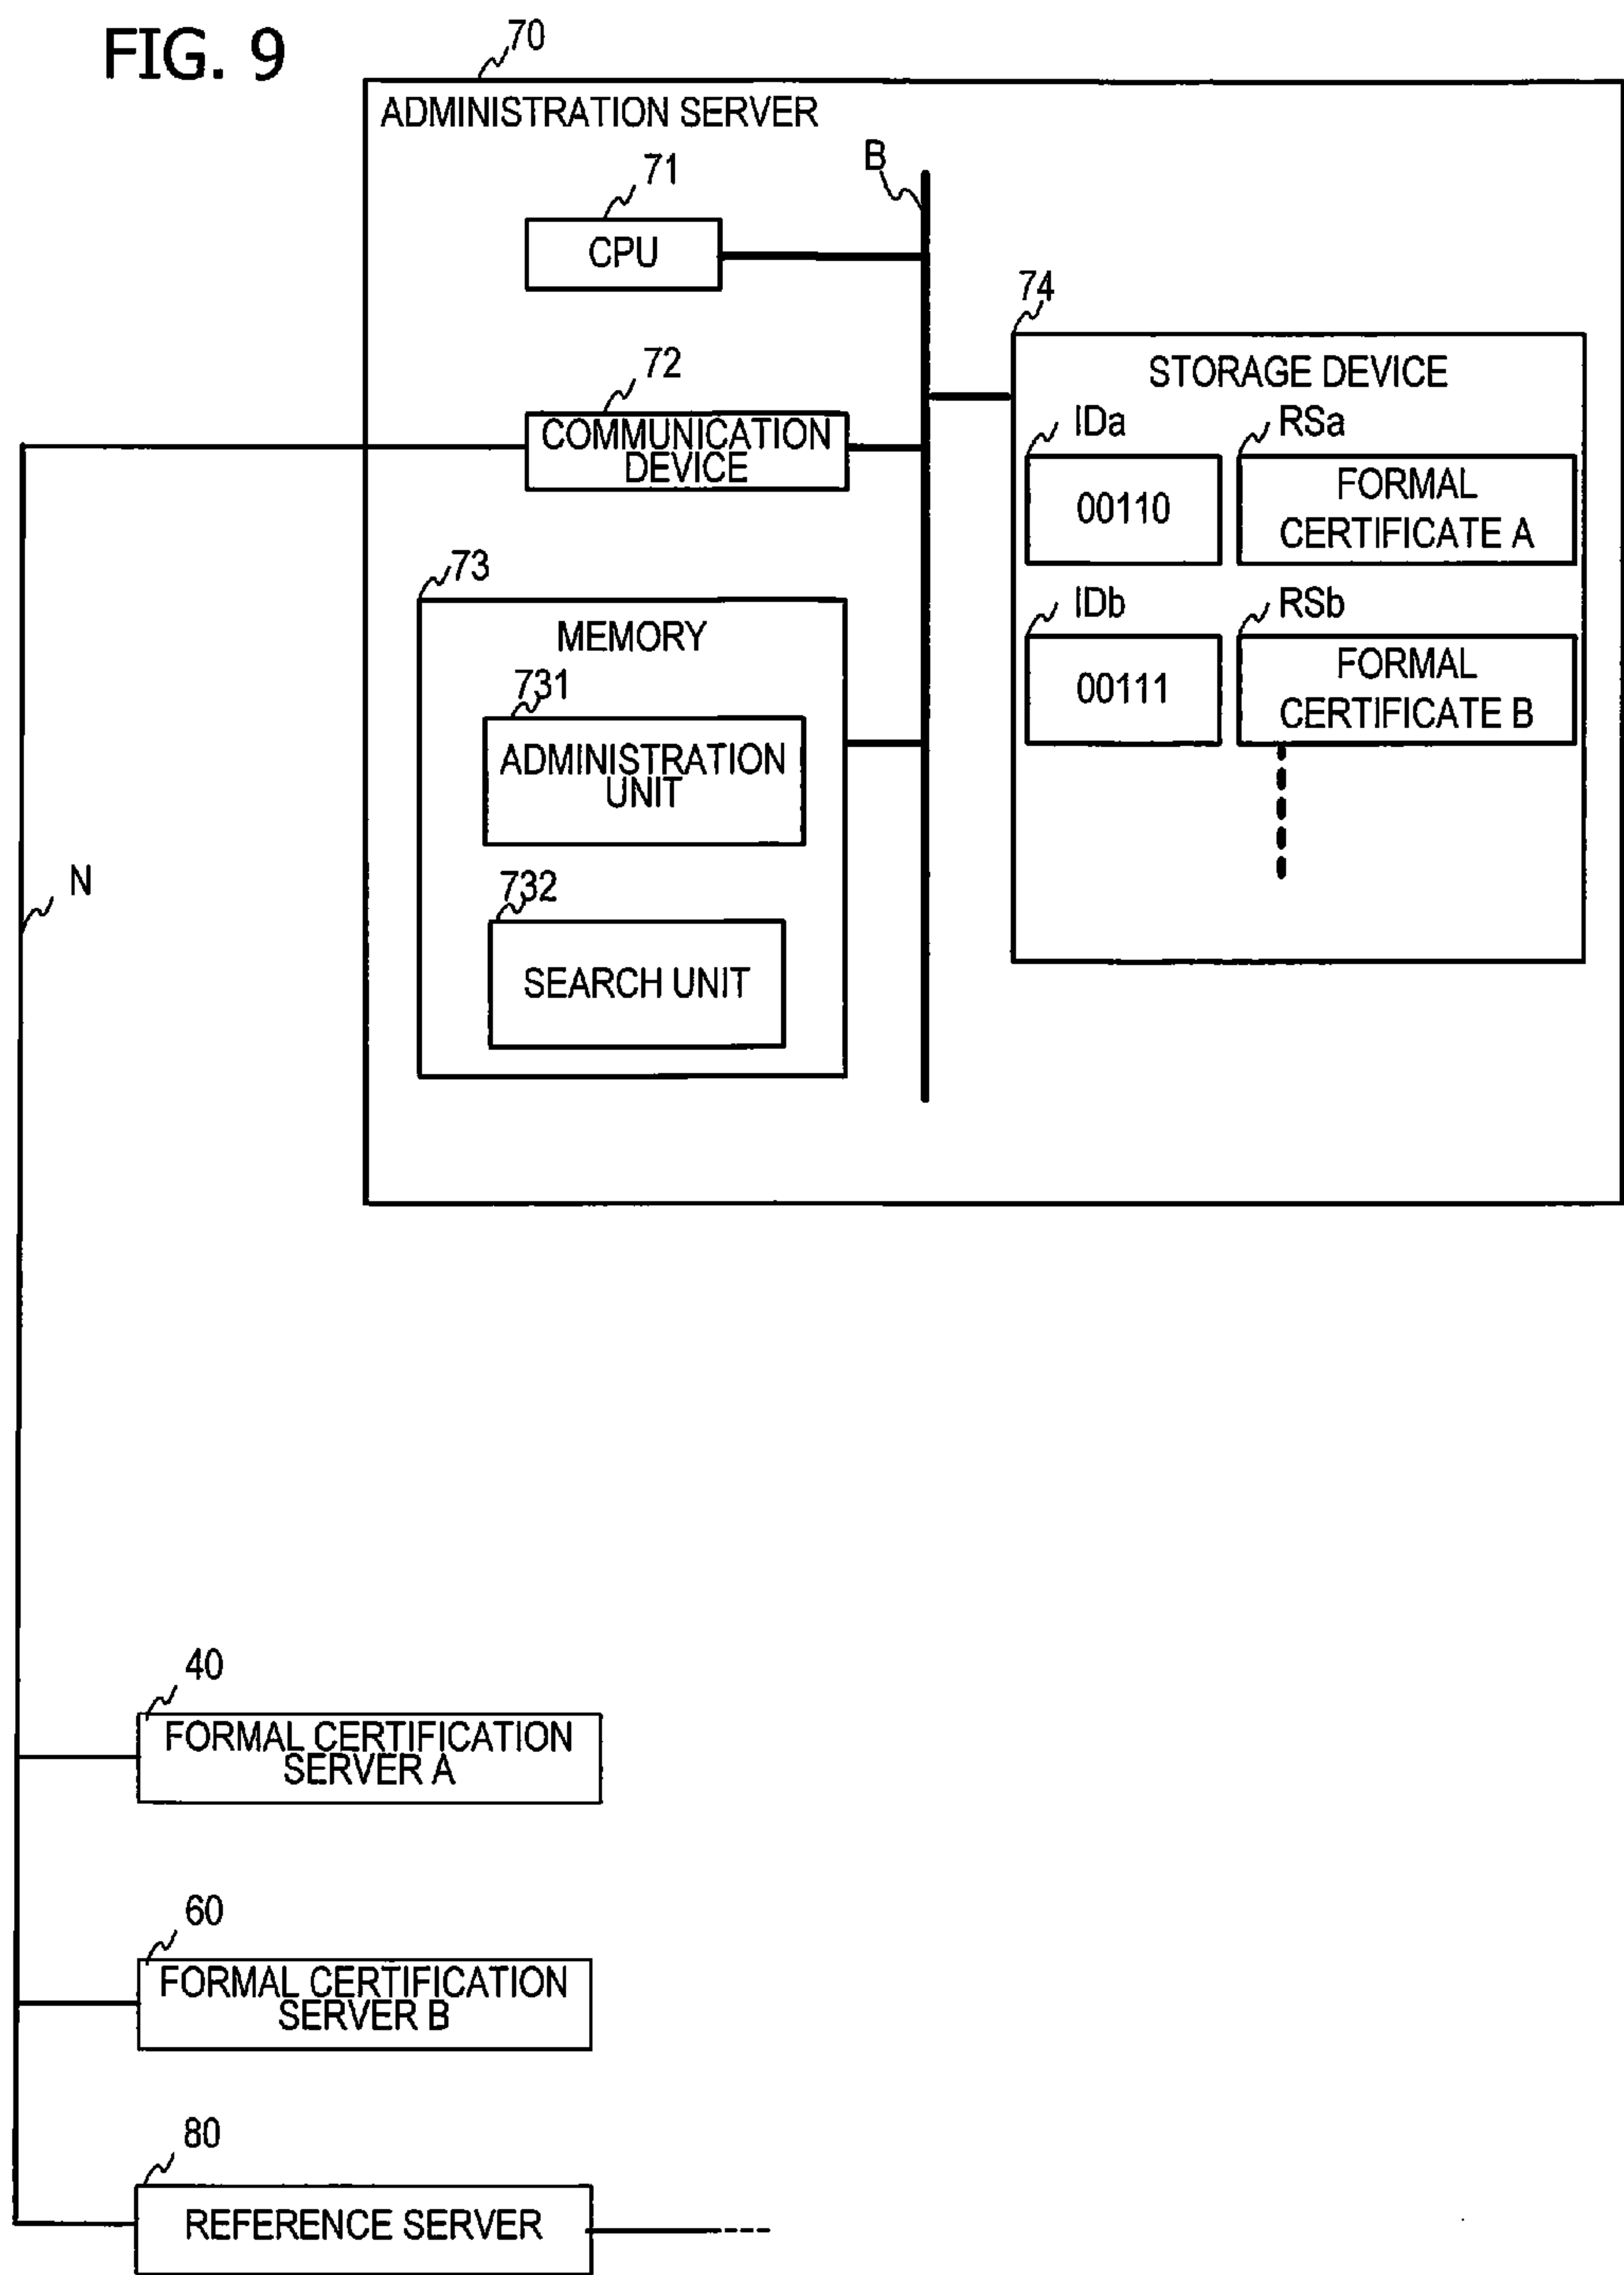 FIG. 9
70
ADMINISTRATION SERVER
B
71
CPU
74
STORAGE DEVICE
72
COMMUNICATION
DEVICE
IDa
RSa
00110
FORMAL
CERTIFICATE A
73
MEMORY
IDb
RSb
00111
FORMAL
CERTIFICATE B
731
ADMINISTRATION
UNIT
N
732
SEARCH UNIT
40
FORMAL CERTIFICATION
SERVER A
60
FORMAL CERTIFICATION
SERVER B
80
REFERENCE SERVER